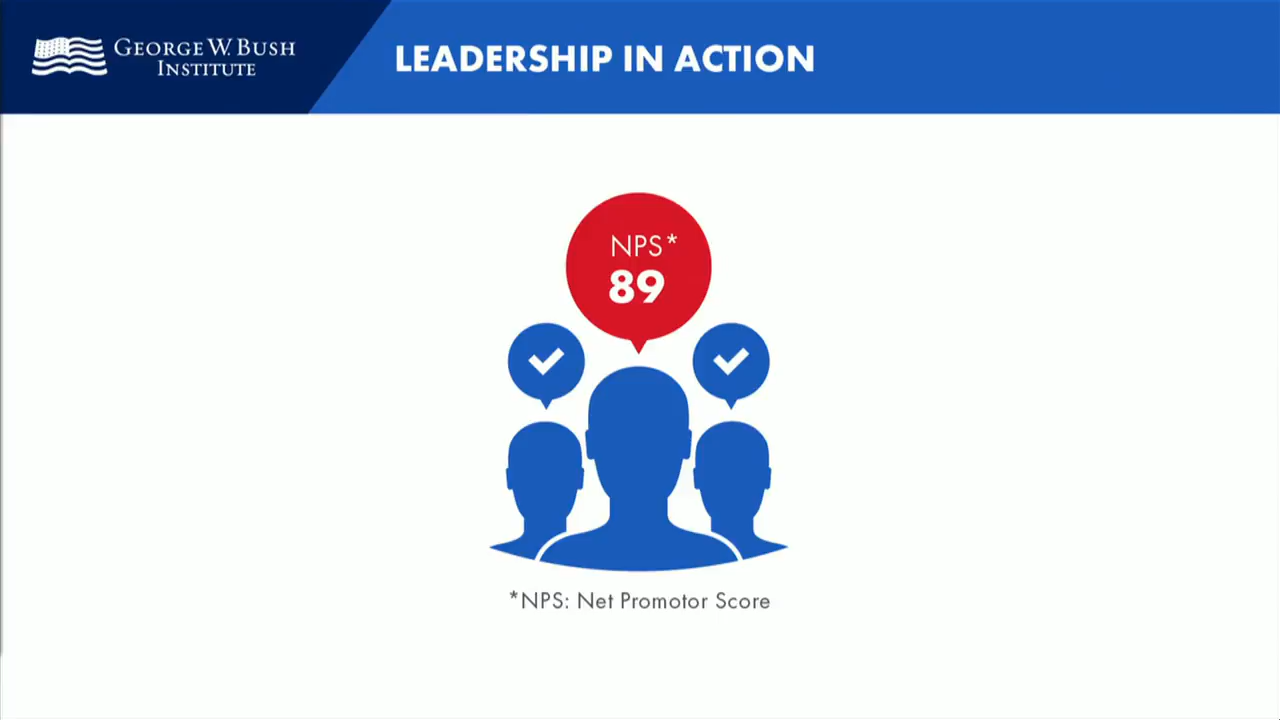 GEORGE W. BUSH
INSTITUTE
LEADERSHIP IN ACTION
NPS*
89
*NPS: Net Promotor Score